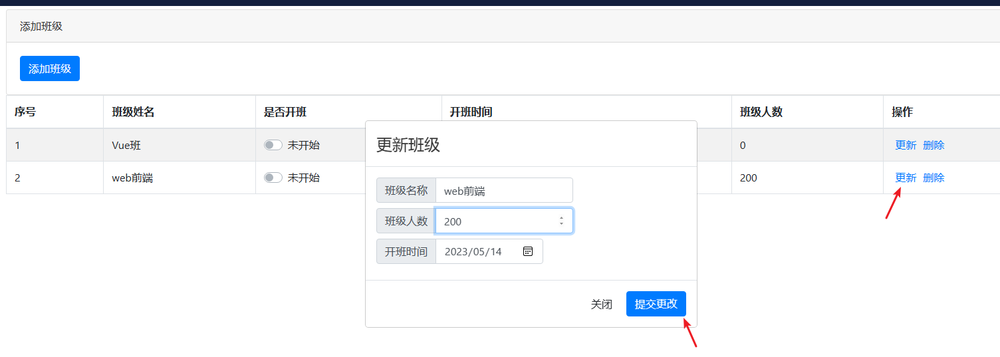 添加班级
添加班级
序号 班级姓名 是否开班 开班时间 班级人数 操作
1 Vue班 未开始 0 更新 删除
2 web前端 未开始 200 更新 删除
更新班级
班级名称 web前端
班级人数 200
开班时间 2023/05/14
关闭 提交更改